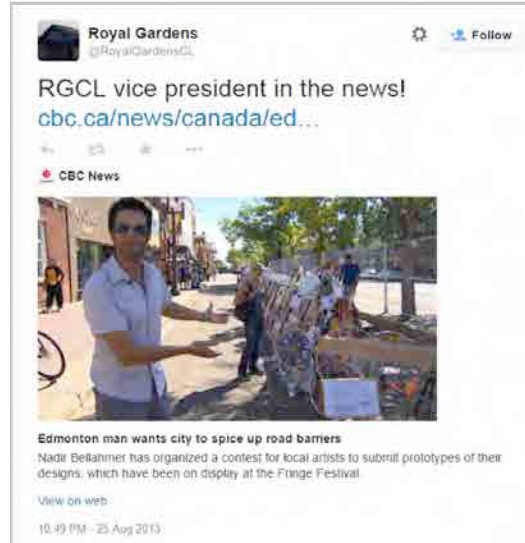 Royal Gardens
@RoyalGardensCL
Follow
RGCL vice president in the news!
cbc.ca/news/canada/ed...
CBC News
Edmonton man wants city to spice up road barriers
Nadir Bellahmer has organized a contest for local artists to submit prototypes of their
designs, which have been on display at the Fringe Festival.
View on web
10:49 PM - 25 Aug 2013